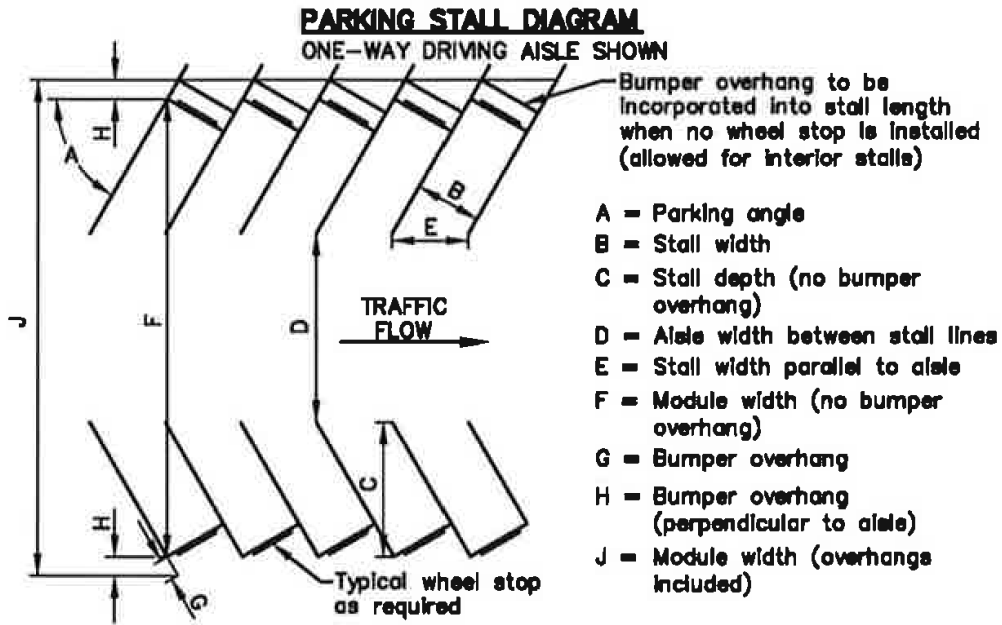 PARKING STALL DIAGRAM
ONE-WAY DRIVING AISLE SHOWN
Bumper overhang to be
incorporated into stall length
when no wheel stop is installed
(allowed for interior stalls)
H
A
B
E
J
F
D
TRAFFIC
FLOW
C
H
G
Typical wheel stop
as required
A = Parking angle
B = Stall width
C = Stall depth (no bumper
overhang)
D = Aisle width between stall lines
E = Stall width parallel to aisle
F = Module width (no bumper
overhang)
G = Bumper overhang
H = Bumper overhang
(perpendicular to aisle)
J = Module width (overhangs
included)